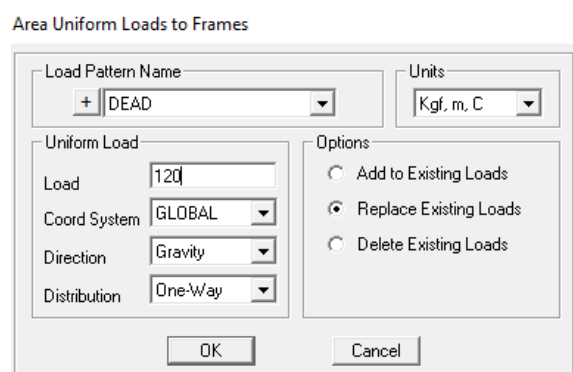 Area Uniform Loads to Frames
Load Pattern Name
+ DEAD
Units
Kgf, m, C
Uniform Load
Load 120
Coord System GLOBAL
Direction Gravity
Distribution One-Way
Options
Add to Existing Loads
Replace Existing Loads
Delete Existing Loads
OK
Cancel